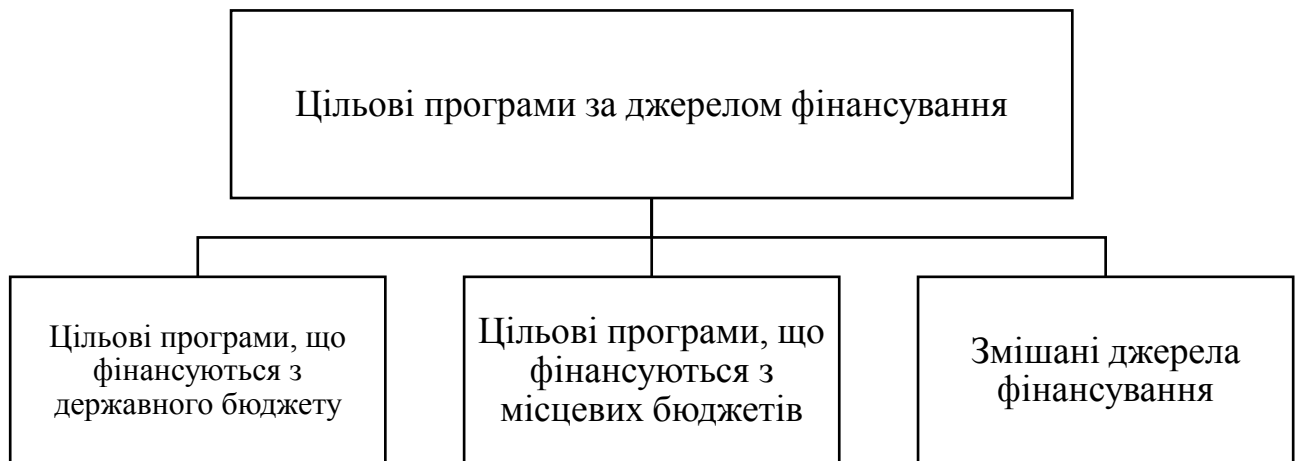 Цільові програми за джерелом фінансування
Цільові програми, що
фінансуються з
державного бюджету
Цільові програми, що
фінансуються з
місцевих бюджетів
Змішані джерела
фінансування